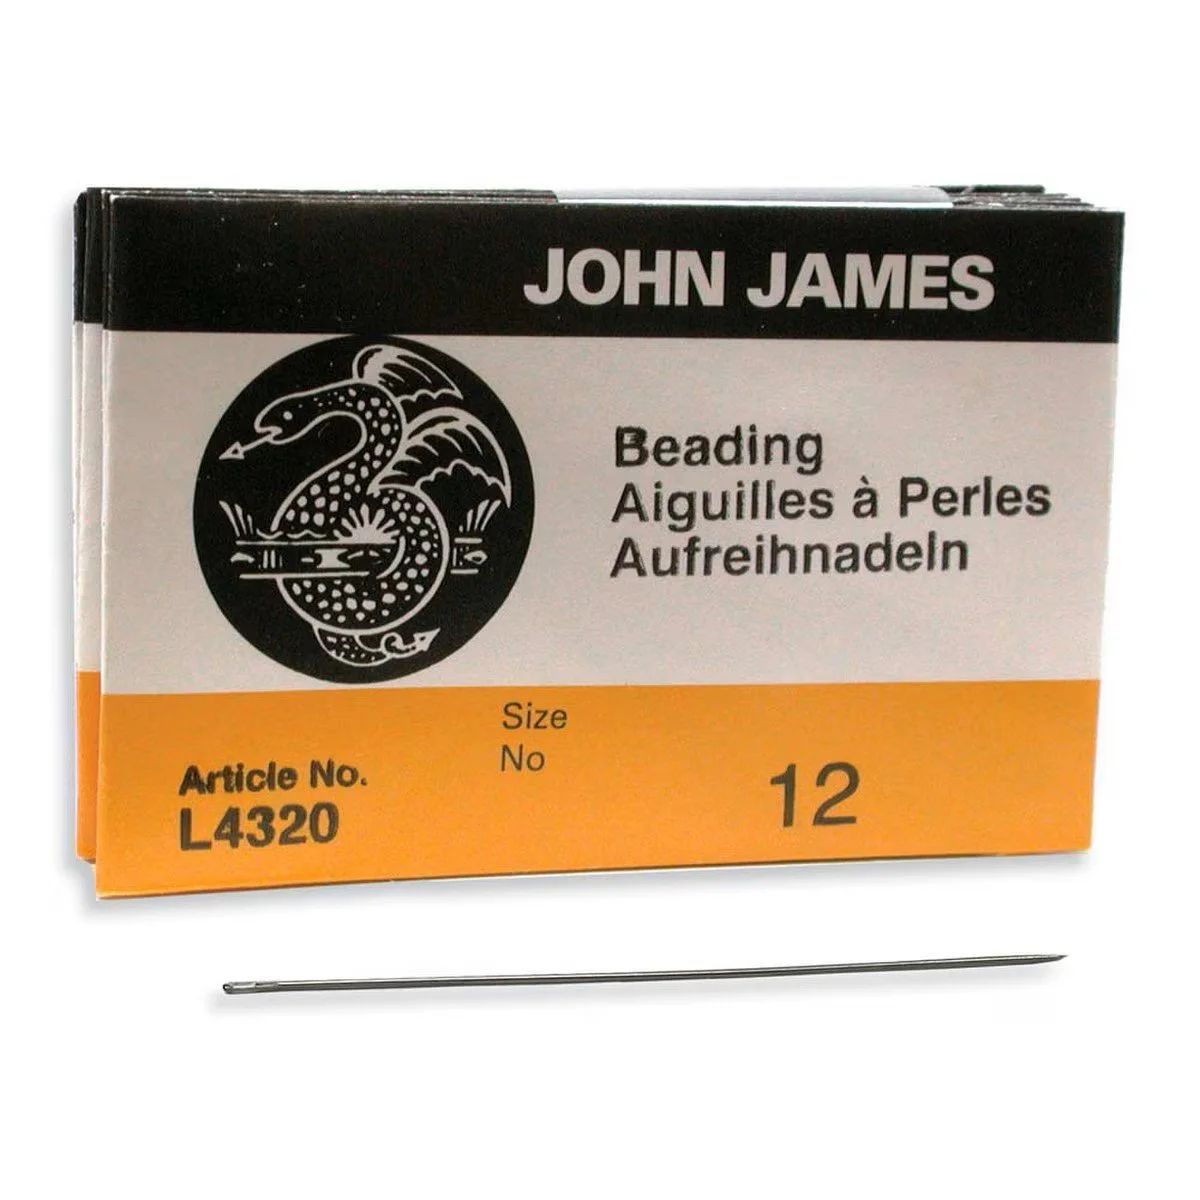 JOHN JAMES
Beading
Aiguilles à Perles
Aufreihnadeln
Size
No
12
Article No.
L4320